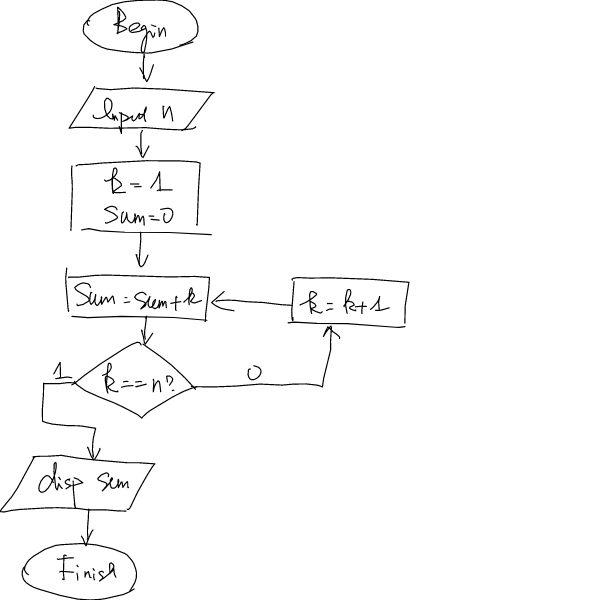 Begin
Input n
k = 1
Sum=0
Sum = sum+k
k = k+1
k==n?
1
0
disp sum
Finish